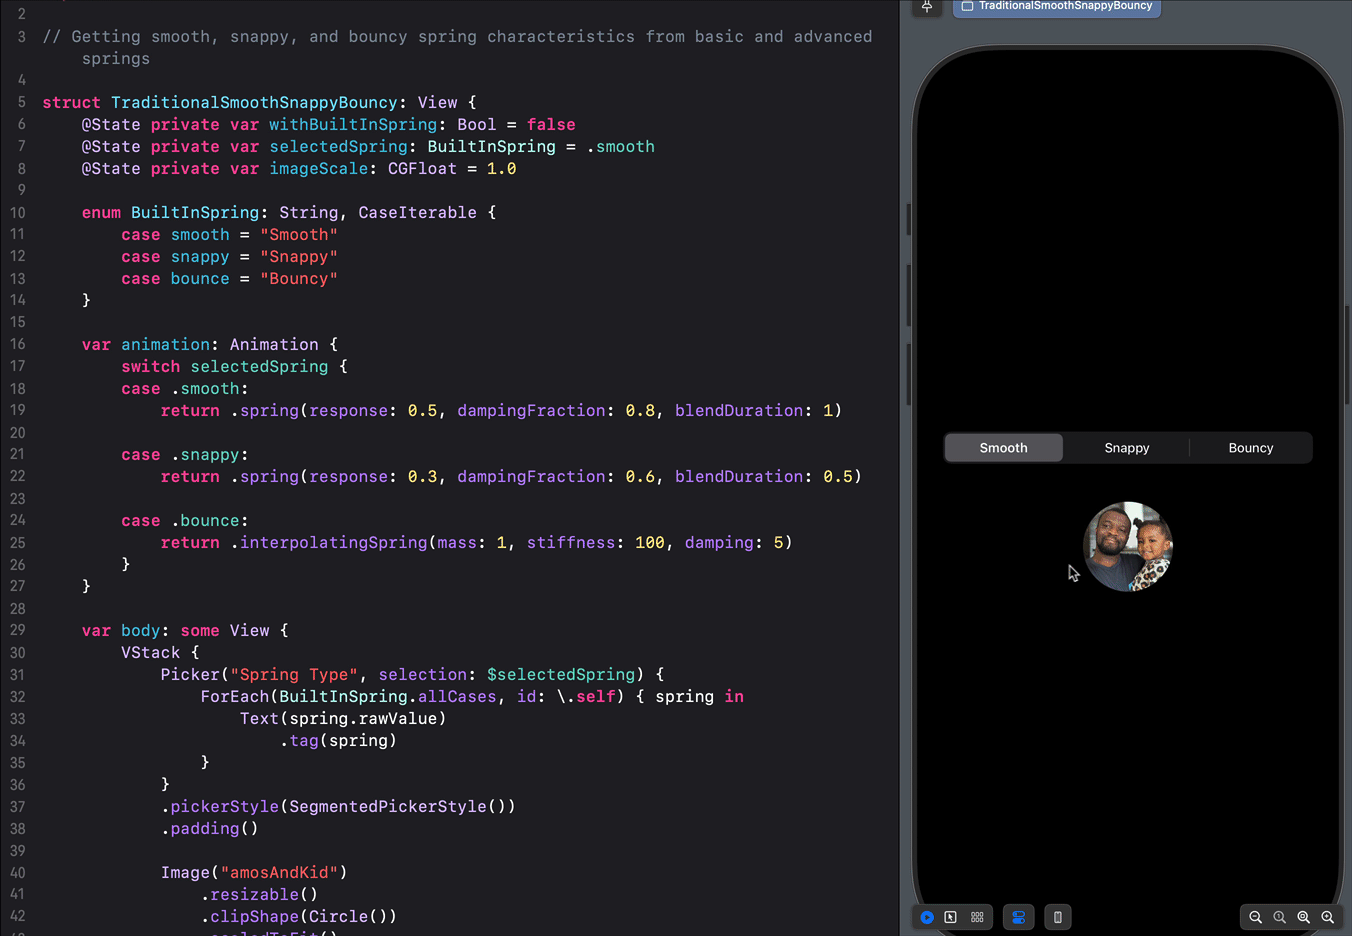 TraditionalSmoothSnappyBouncy
2
3 // Getting smooth, snappy, and bouncy spring characteristics from basic and advanced
springs
4
5 struct TraditionalSmoothSnappyBouncy: View {
6 @State private var withBuiltInSpring: Bool = false
7 @State private var selectedSpring: BuiltInSpring = .smooth
8 @State private var imageScale: CGFloat = 1.0
9
10 enum BuiltInSpring: String, CaseIterable {
11 case smooth = "Smooth"
12 case snappy = "Snappy"
13 case bounce = "Bouncy"
14 }
15
16 var animation: Animation {
17 switch selectedSpring {
18 case .smooth:
19 return .spring(response: 0.5, dampingFraction: 0.8, blendDuration: 1)
20
21 case .snappy:
22 return .spring(response: 0.3, dampingFraction: 0.6, blendDuration: 0.5)
23
24 case .bounce:
25 return .interpolatingSpring(mass: 1, stiffness: 100, damping: 5)
26 }
27 }
28
29 var body: some View {
30 VStack {
31 Picker("Spring Type", selection: $selectedSpring) {
32 ForEach(BuiltInSpring.allCases, id: \.self) { spring in
33 Text(spring.rawValue)
34 .tag(spring)
35 }
36 }
37 .pickerStyle(SegmentedPickerStyle())
38 .padding()
39
40 Image("amosAndKid")
41 .resizable()
42 .clipShape(Circle())
Smooth Snappy Bouncy